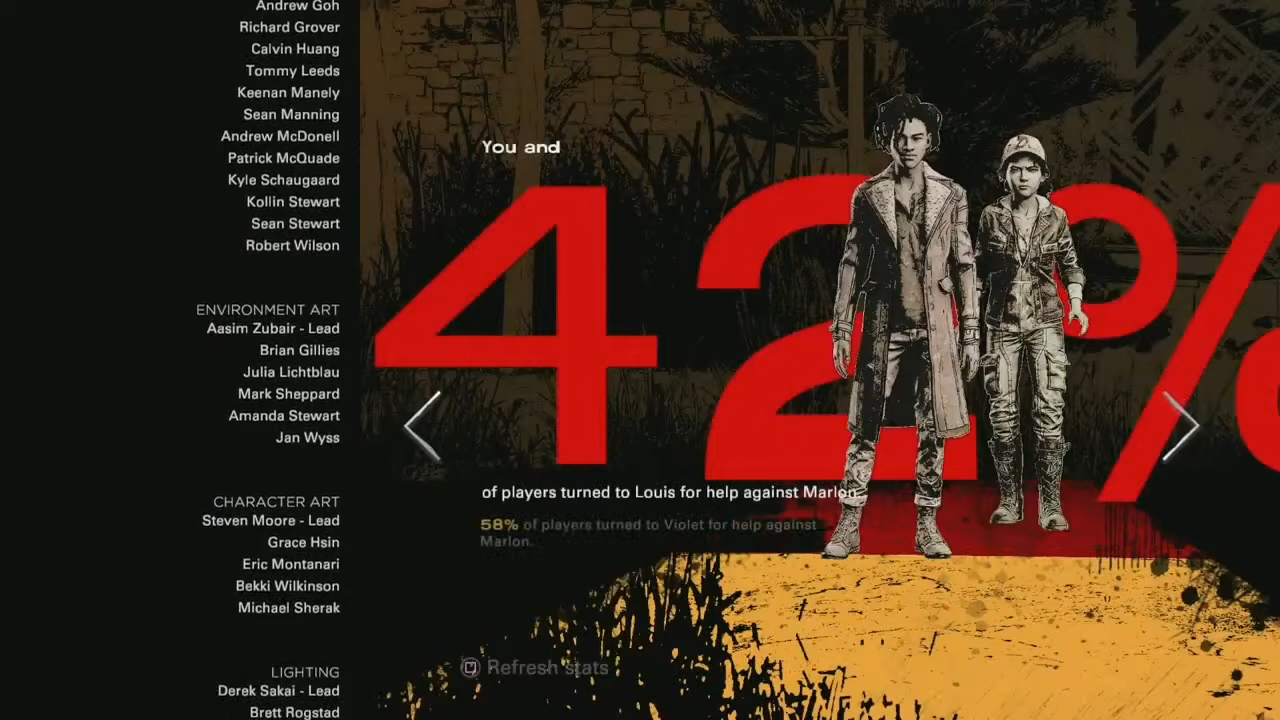 Andrew Goh
Richard Grover
Calvin Huang
Tommy Leeds
Keenan Manely
Sean Manning
Andrew McDonell
Patrick McQuade
Kyle Schaugaard
Kollin Stewart
Sean Stewart
Robert Wilson
ENVIRONMENT ART
Aasim Zubair - Lead
Brian Gillies
Julia Lichtblau
Mark Sheppard
Amanda Stewart
Jan Wyss
CHARACTER ART
Steven Moore - Lead
Grace Hsin
Eric Montanari
Bekki Wilkinson
Michael Sherak
LIGHTING
Derek Sakai - Lead
Brett Rogstad
You and
42%
of players turned to Louis for help against Marlon.
58% of players turned to Violet for help against
Marlon.
Refresh stats